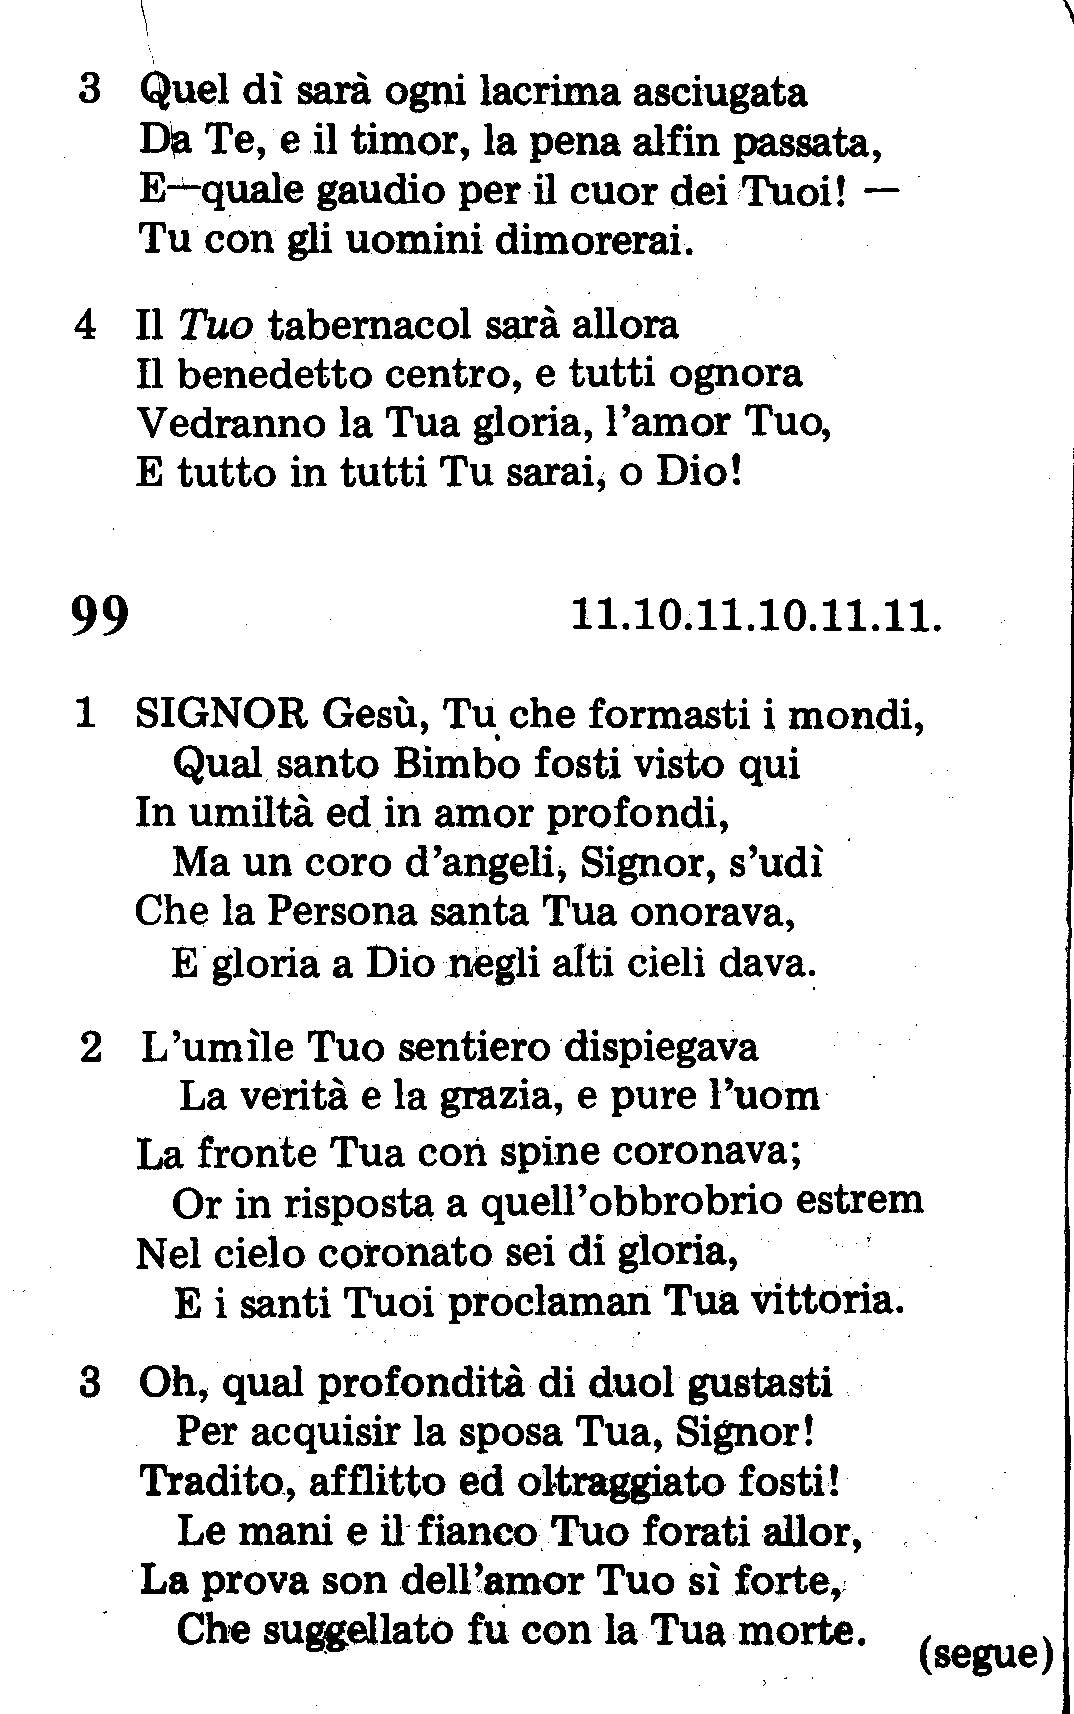 3 Quel dì sarà ogni lacrima asciugata
Da Te, e il timor, la pena alfin passata,
E—quale gaudio per il cuor dei Tuoi! —
Tu con gli uomini dimorerai.
4 Il Tuo tabernacol sarà allora
Il benedetto centro, e tutti ognora
Vedranno la Tua gloria, l'amor Tuo,
E tutto in tutti Tu sarai, o Dio!
99 11.10.11.10.11.11.
1 SIGNOR Gesù, Tu che formasti i mondi,
Qual santo Bimbo fosti visto qui
In umiltà ed in amor profondi,
Ma un coro d'angeli, Signor, s'udì
Che la Persona santa Tua onorava,
E gloria a Dio negli alti cieli dava.
2 L'umìle Tuo sentiero dispiegava
La verità e la grazia, e pure l'uom
La fronte Tua con spine coronava;
Or in risposta a quell'obbrobrio estrem
Nel cielo coronato sei di gloria,
E i santi Tuoi proclaman Tua vittoria.
3 Oh, qual profondità di duol gustasti
Per acquisir la sposa Tua, Signor!
Tradito, afflitto ed oltraggiato fosti!
Le mani e il fianco Tuo forati allor,
La prova son dell'amor Tuo sì forte,
Che suggellato fu con la Tua morte.
(segue)